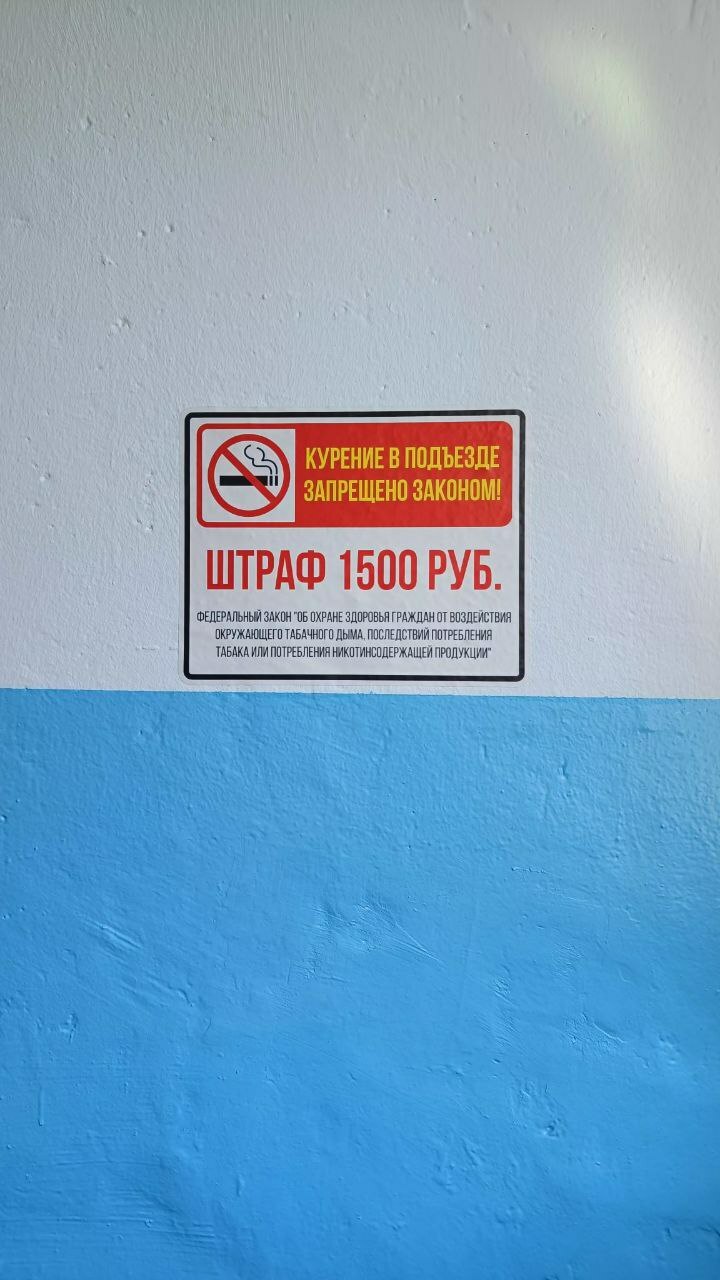 КУРЕНИЕ В ПОДЪЕЗДЕ
ЗАПРЕЩЕНО ЗАКОНОМ!
ШТРАФ 1500 РУБ.
ФЕДЕРАЛЬНЫЙ ЗАКОН "ОБ ОХРАНЕ ЗДОРОВЬЯ ГРАЖДАН ОТ ВОЗДЕЙСТВИЯ
ОКРУЖАЮЩЕГО ТАБАЧНОГО ДЫМА, ПОСЛЕДСТВИЙ ПОТРЕБЛЕНИЯ
ТАБАКА ИЛИ ПОТРЕБЛЕНИЯ НИКОТИНСОДЕРЖАЩЕЙ ПРОДУКЦИИ"